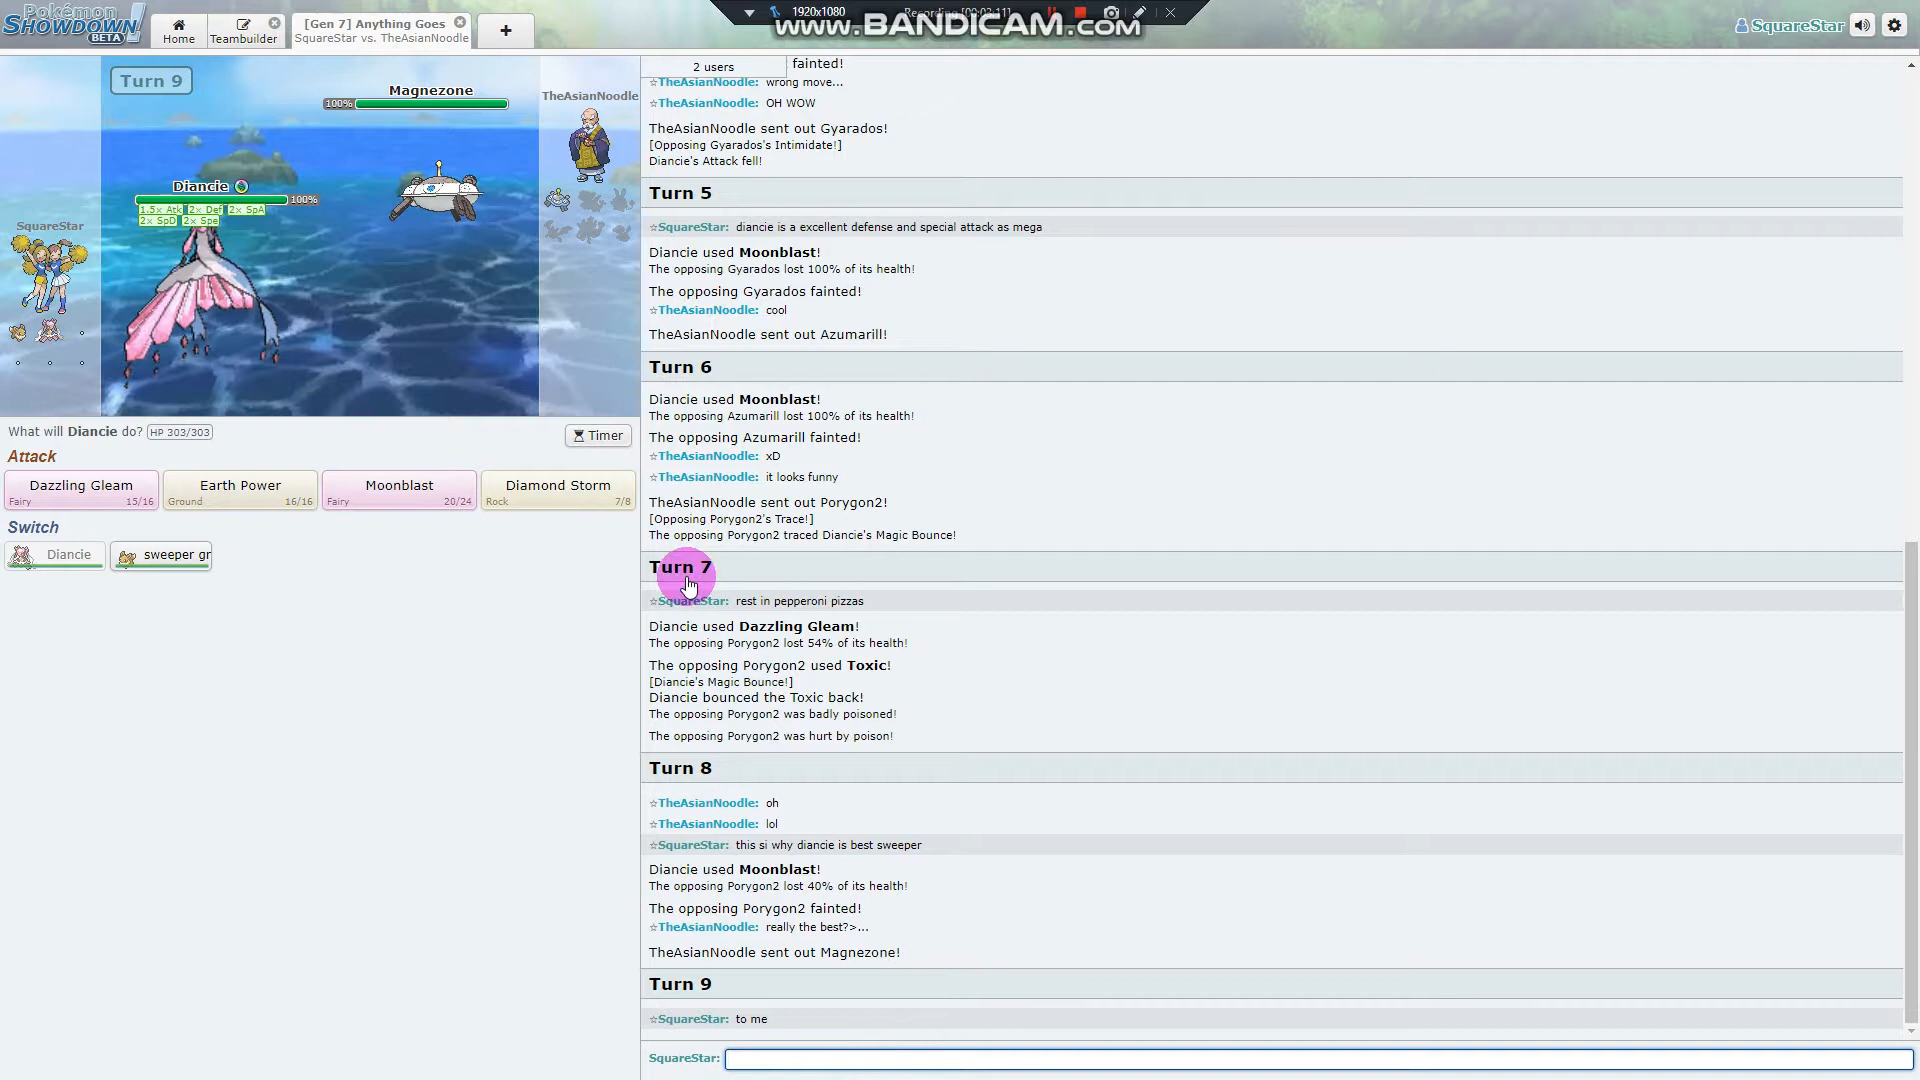 Pokémon
SHOWDOWN!
BETA
Home
Teambuilder
[Gen 7] Anything Goes
SquareStar vs. TheAsianNoodle
+
1920x1080
Recording [00:03:11]
www.BANDICAM.com
SquareStar
Turn 9
Magnezone
100%
TheAsianNoodle
Diancie
100%
1.5× Atk 2× Def 2× SpA
2× SpD 2× Spe
SquareStar
What will Diancie do? HP 303/303
Timer
Attack
Dazzling Gleam
Fairy 15/16
Earth Power
Ground 16/16
Moonblast
Fairy 20/24
Diamond Storm
Rock 7/8
Switch
Diancie
sweeper gr
2 users
fainted!
☆TheAsianNoodle: wrong move...
☆TheAsianNoodle: OH WOW
TheAsianNoodle sent out Gyarados!
[Opposing Gyarados's Intimidate!]
Diancie's Attack fell!
Turn 5
☆SquareStar: diancie is a excellent defense and special attack as mega
Diancie used Moonblast!
The opposing Gyarados lost 100% of its health!
The opposing Gyarados fainted!
☆TheAsianNoodle: cool
TheAsianNoodle sent out Azumarill!
Turn 6
Diancie used Moonblast!
The opposing Azumarill lost 100% of its health!
The opposing Azumarill fainted!
☆TheAsianNoodle: xD
☆TheAsianNoodle: it looks funny
TheAsianNoodle sent out Porygon2!
[Opposing Porygon2's Trace!]
The opposing Porygon2 traced Diancie's Magic Bounce!
Turn 7
☆SquareStar: rest in pepperoni pizzas
Diancie used Dazzling Gleam!
The opposing Porygon2 lost 54% of its health!
The opposing Porygon2 used Toxic!
[Diancie's Magic Bounce!]
Diancie bounced the Toxic back!
The opposing Porygon2 was badly poisoned!
The opposing Porygon2 was hurt by poison!
Turn 8
☆TheAsianNoodle: oh
☆TheAsianNoodle: lol
☆SquareStar: this si why diancie is best sweeper
Diancie used Moonblast!
The opposing Porygon2 lost 40% of its health!
The opposing Porygon2 fainted!
☆TheAsianNoodle: really the best?>...
TheAsianNoodle sent out Magnezone!
Turn 9
☆SquareStar: to me
SquareStar: